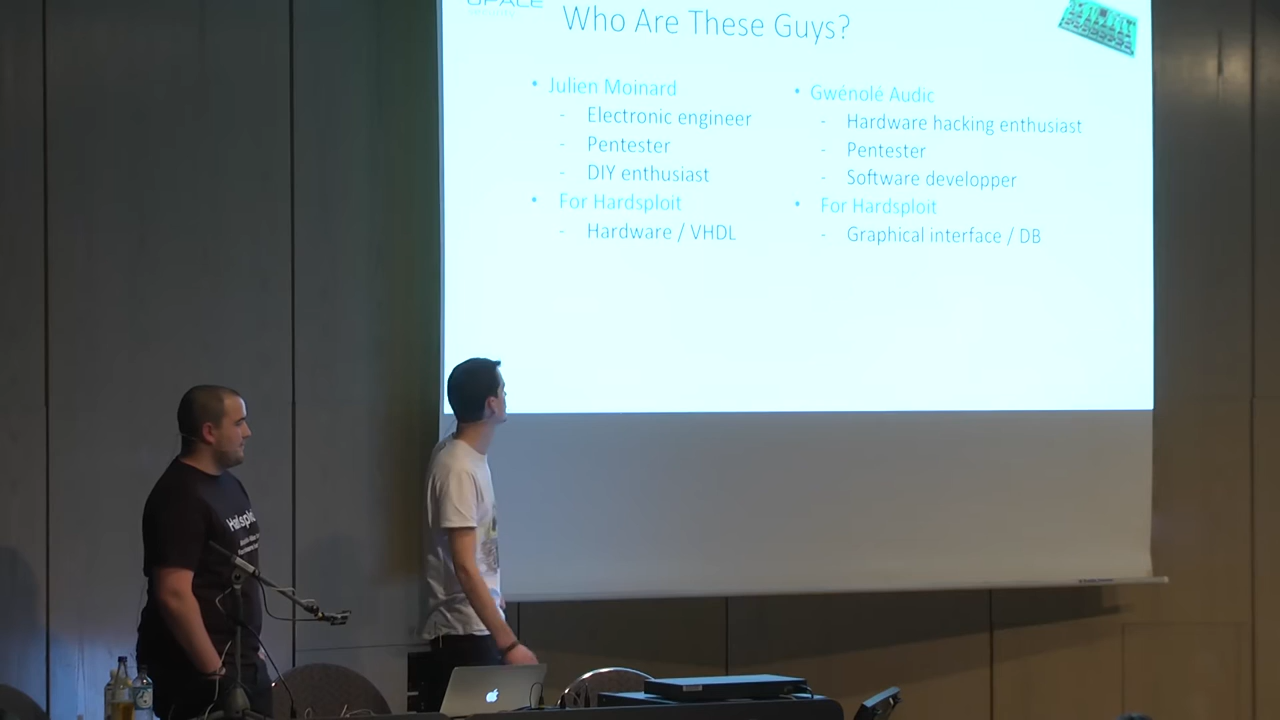 Who Are These Guys?
• Julien Moinard
- Electronic engineer
- Pentester
- DIY enthusiast
• For Hardsploit
- Hardware / VHDL
• Gwénolé Audic
- Hardware hacking enthusiast
- Pentester
- Software developper
• For Hardsploit
- Graphical interface / DB